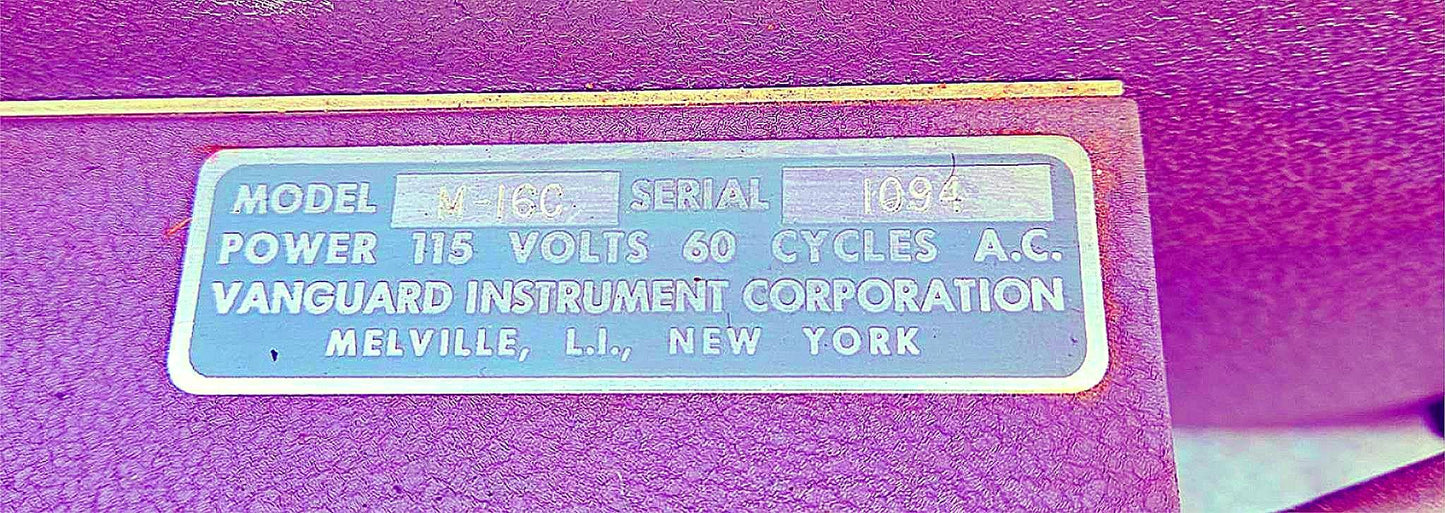 MODEL M-16C SERIAL 1094
POWER 115 VOLTS 60 CYCLES A.C.
VANGUARD INSTRUMENT CORPORATION
MELVILLE, L.I., NEW YORK